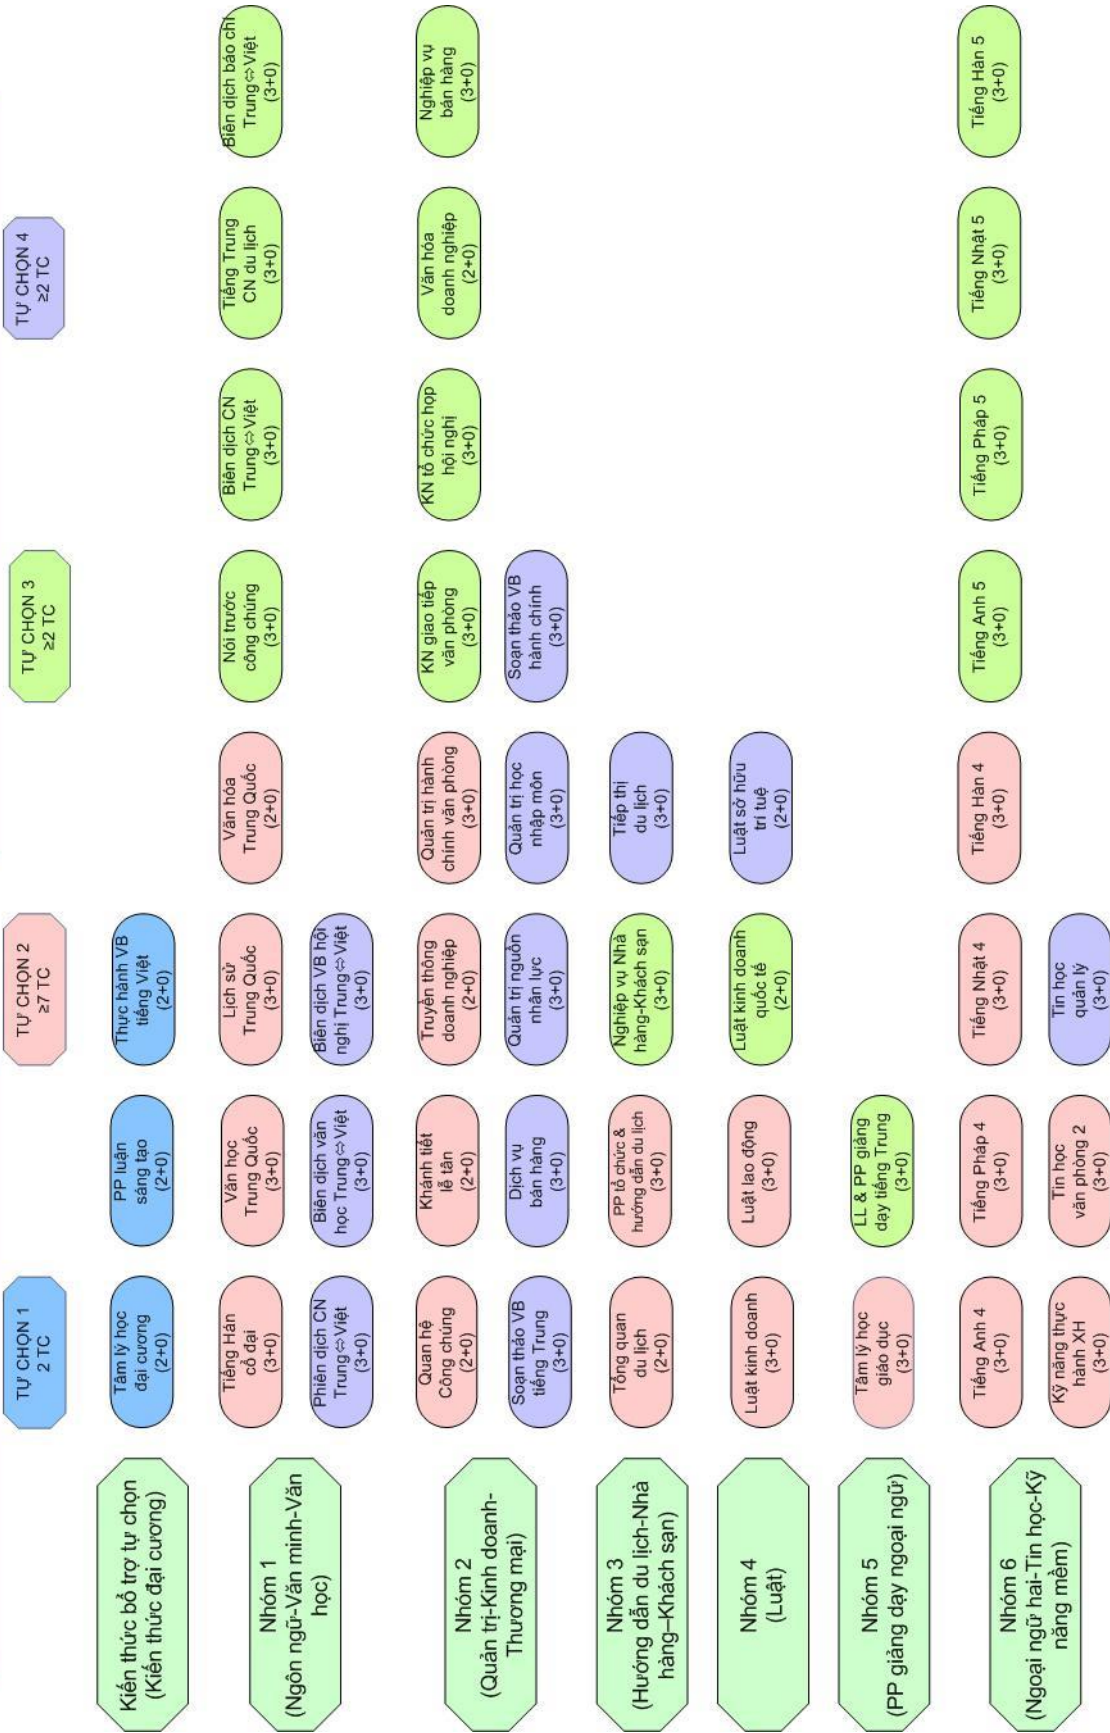 TỰ CHỌN 1
2 TC
TỰ CHỌN 2
≥7 TC
TỰ CHỌN 3
≥2 TC
TỰ CHỌN 4
≥2 TC
Kiến thức bổ trợ tự chọn
(Kiến thức đại cương)
Tâm lý học
đại cương
(2+0)
PP luận
sáng tạo
(2+0)
Thực hành VB
tiếng Việt
(2+0)
Nhóm 1
(Ngôn ngữ-Văn minh-Văn
học)
Tiếng Hán
cổ đại
(3+0)
Văn học
Trung Quốc
(3+0)
Lịch sử
Trung Quốc
(3+0)
Văn hóa
Trung Quốc
(2+0)
Nói trước
công chúng
(3+0)
Biên dịch CN
Trung⇔Việt
(3+0)
Tiếng Trung
CN du lịch
(3+0)
Biên dịch báo chí
Trung⇔Việt
(3+0)
Phiên dịch CN
Trung⇔Việt
(3+0)
Biên dịch văn
học Trung⇔Việt
(3+0)
Biên dịch VB hội
nghị Trung⇔Việt
(3+0)
Nhóm 2
(Quản trị-Kinh doanh-
Thương mại)
Quan hệ
Công chúng
(2+0)
Khánh tiết
lễ tân
(2+0)
Truyền thông
doanh nghiệp
(2+0)
Quản trị hành
chính văn phòng
(3+0)
KN giao tiếp
văn phòng
(3+0)
KN tổ chức họp
hội nghị
(3+0)
Văn hóa
doanh nghiệp
(2+0)
Nghiệp vụ
bán hàng
(3+0)
Soạn thảo VB
tiếng Trung
(3+0)
Dịch vụ
bán hàng
(3+0)
Quản trị nguồn
nhân lực
(3+0)
Quản trị học
nhập môn
(3+0)
Soạn thảo VB
hành chính
(3+0)
Nhóm 3
(Hướng dẫn du lịch-Nhà
hàng–Khách sạn)
Tổng quan
du lịch
(2+0)
PP tổ chức &
hướng dẫn du lịch
(3+0)
Nghiệp vụ Nhà
hàng-Khách sạn
(3+0)
Tiếp thị
du lịch
(3+0)
Nhóm 4
(Luật)
Luật kinh doanh
(3+0)
Luật lao động
(3+0)
Luật kinh doanh
quốc tế
(2+0)
Luật sở hữu
trí tuệ
(2+0)
Nhóm 5
(PP giảng dạy ngoại ngữ)
Tâm lý học
giáo dục
(3+0)
LL & PP giảng
dạy tiếng Trung
(3+0)
Nhóm 6
(Ngoại ngữ hai-Tin học-Kỹ
năng mềm)
Tiếng Anh 4
(3+0)
Tiếng Pháp 4
(3+0)
Tiếng Nhật 4
(3+0)
Tiếng Hàn 4
(3+0)
Tiếng Anh 5
(3+0)
Tiếng Pháp 5
(3+0)
Tiếng Nhật 5
(3+0)
Tiếng Hàn 5
(3+0)
Kỹ năng thực
hành XH
(3+0)
Tin học
văn phòng 2
(3+0)
Tin học
quản lý
(3+0)